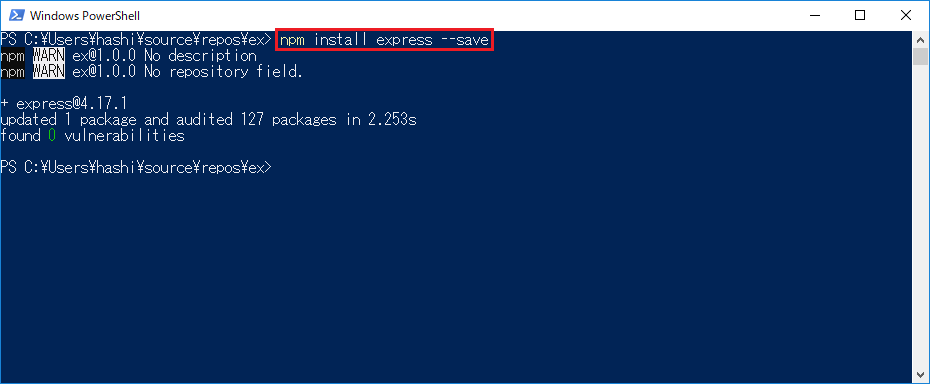 Windows PowerShell
PS C:¥Users¥hashi¥source¥repos¥ex> npm install express --save
npm WARN ex@1.0.0 No description
npm WARN ex@1.0.0 No repository field.
+ express@4.17.1
updated 1 package and audited 127 packages in 2.253s
found 0 vulnerabilities
PS C:¥Users¥hashi¥source¥repos¥ex>